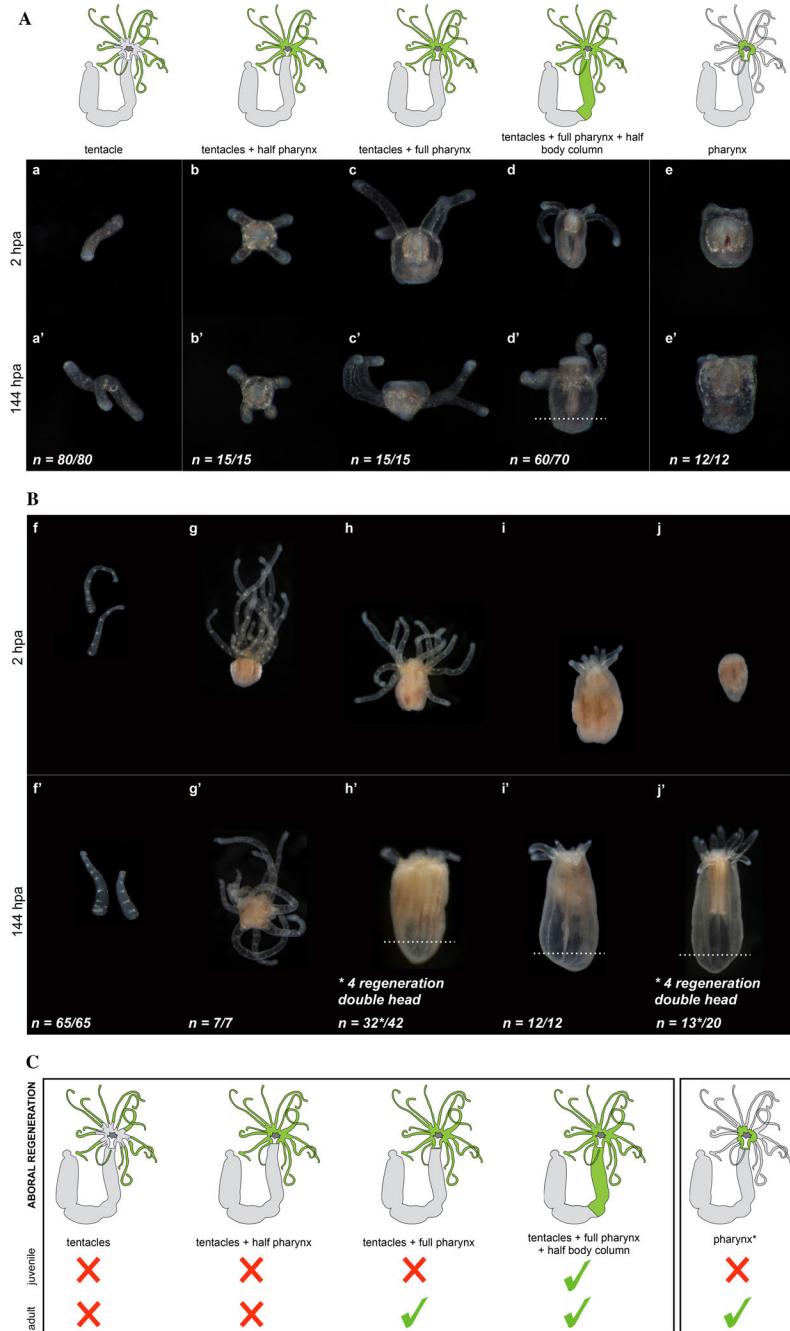 A
tentacle
tentacles + half pharynx
tentacles + full pharynx
tentacles + full pharynx + half
body column
pharynx
2 hpa
a
b
c
d
e
144 hpa
a’
b’
c’
d’
e’
n = 80/80
n = 15/15
n = 15/15
n = 60/70
n = 12/12
B
2 hpa
f
g
h
i
j
144 hpa
f’
g’
h’
i’
j’
* 4 regeneration
double head
* 4 regeneration
double head
n = 65/65
n = 7/7
n = 32*/42
n = 12/12
n = 13*/20
C
ABORAL REGENERATION
tentacles
tentacles + half pharynx
tentacles + full pharynx
tentacles + full pharynx
+ half body column
pharynx*
juvenile
adult